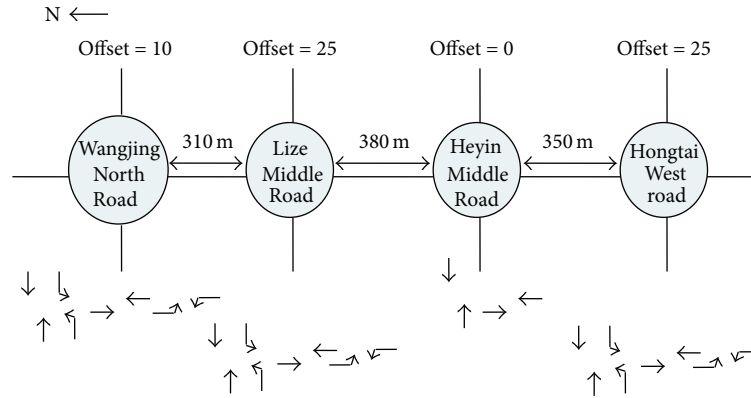 N
Offset = 10
Offset = 25
Offset = 0
Offset = 25
Wangjing
North
Road
310 m
Lize
Middle
Road
380 m
Heyin
Middle
Road
350 m
Hongtai
West
road